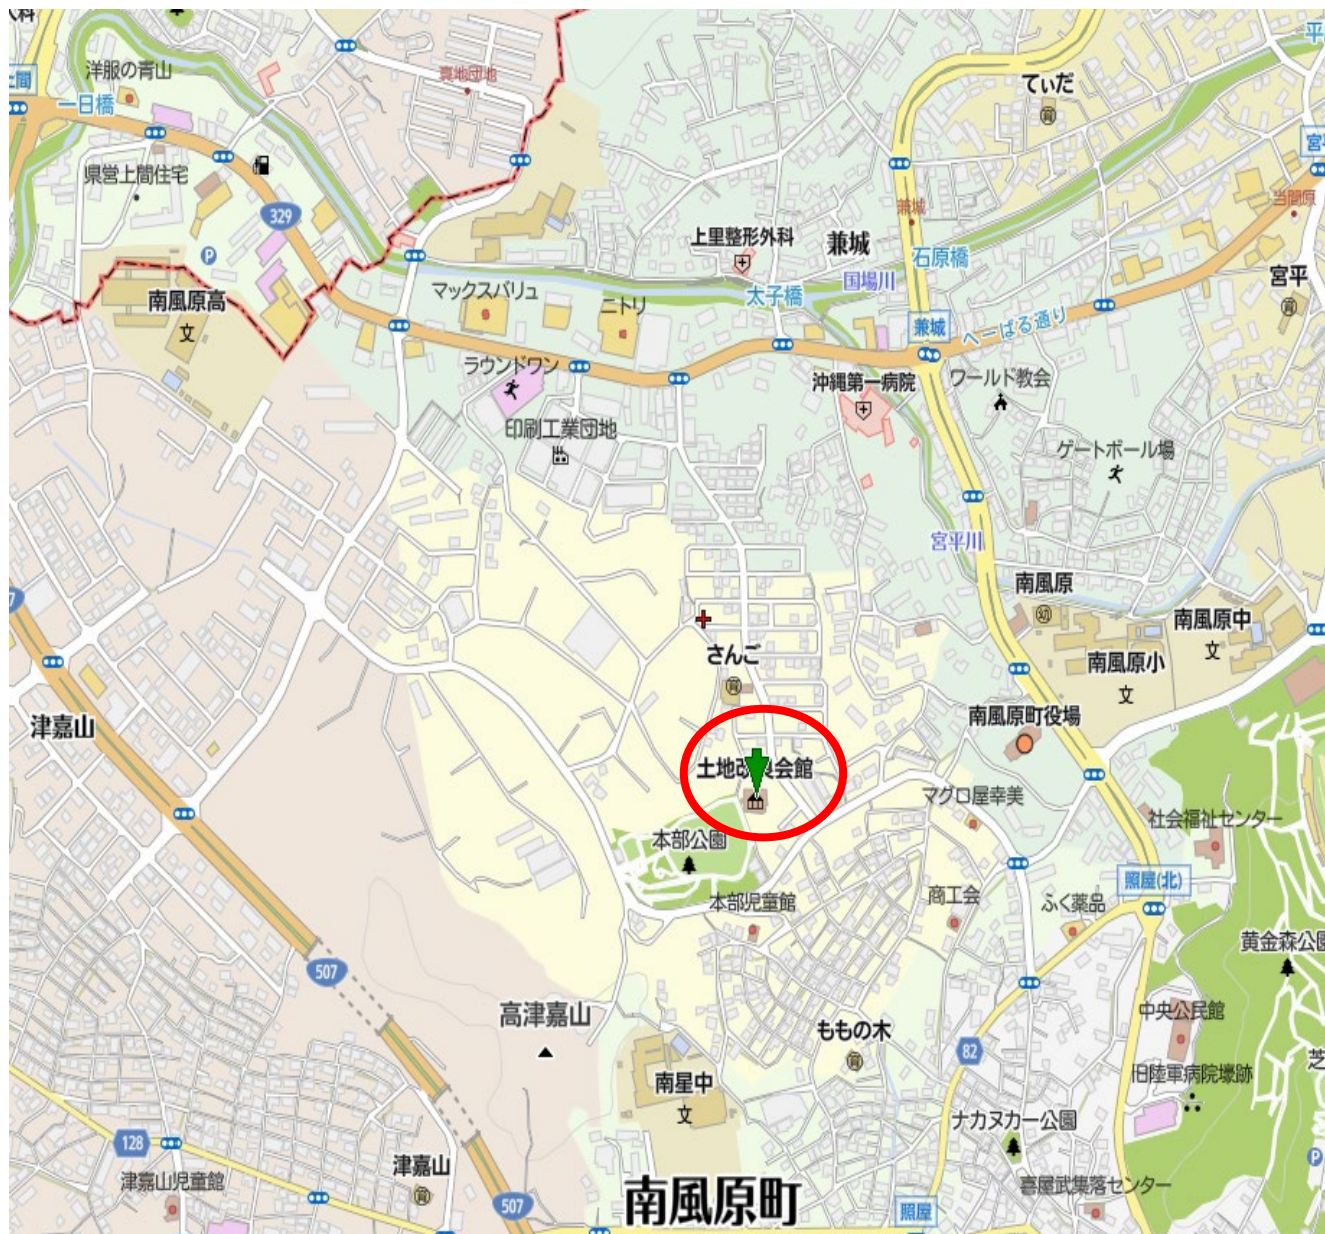 洋服の青山
真地団地
てぃだ
一日橋
県営上間住宅
329
兼城
当間原
上里整形外科
兼城
石原橋
国場川
宮平
マックスバリュ
太子橋
南風原高
文
ニトリ
兼城
へーばる通り
ラウンドワン
沖縄第一病院
ワールド教会
印刷工業団地
ゲートボール場
宮平川
南風原
幼
南風原中
文
さんご
南風原小
文
津嘉山
南風原町役場
土地改良会館
マグロ屋幸美
社会福祉センター
本部公園
照屋(北)
本部児童館
商工会
ふく薬品
黄金森公園
507
高津嘉山
中央公民館
ももの木
82
南星中
文
旧陸軍病院壕跡
ナカヌカー公園
128
津嘉山
津嘉山児童館
喜屋武集落センター
507
南風原町
照屋
P
P